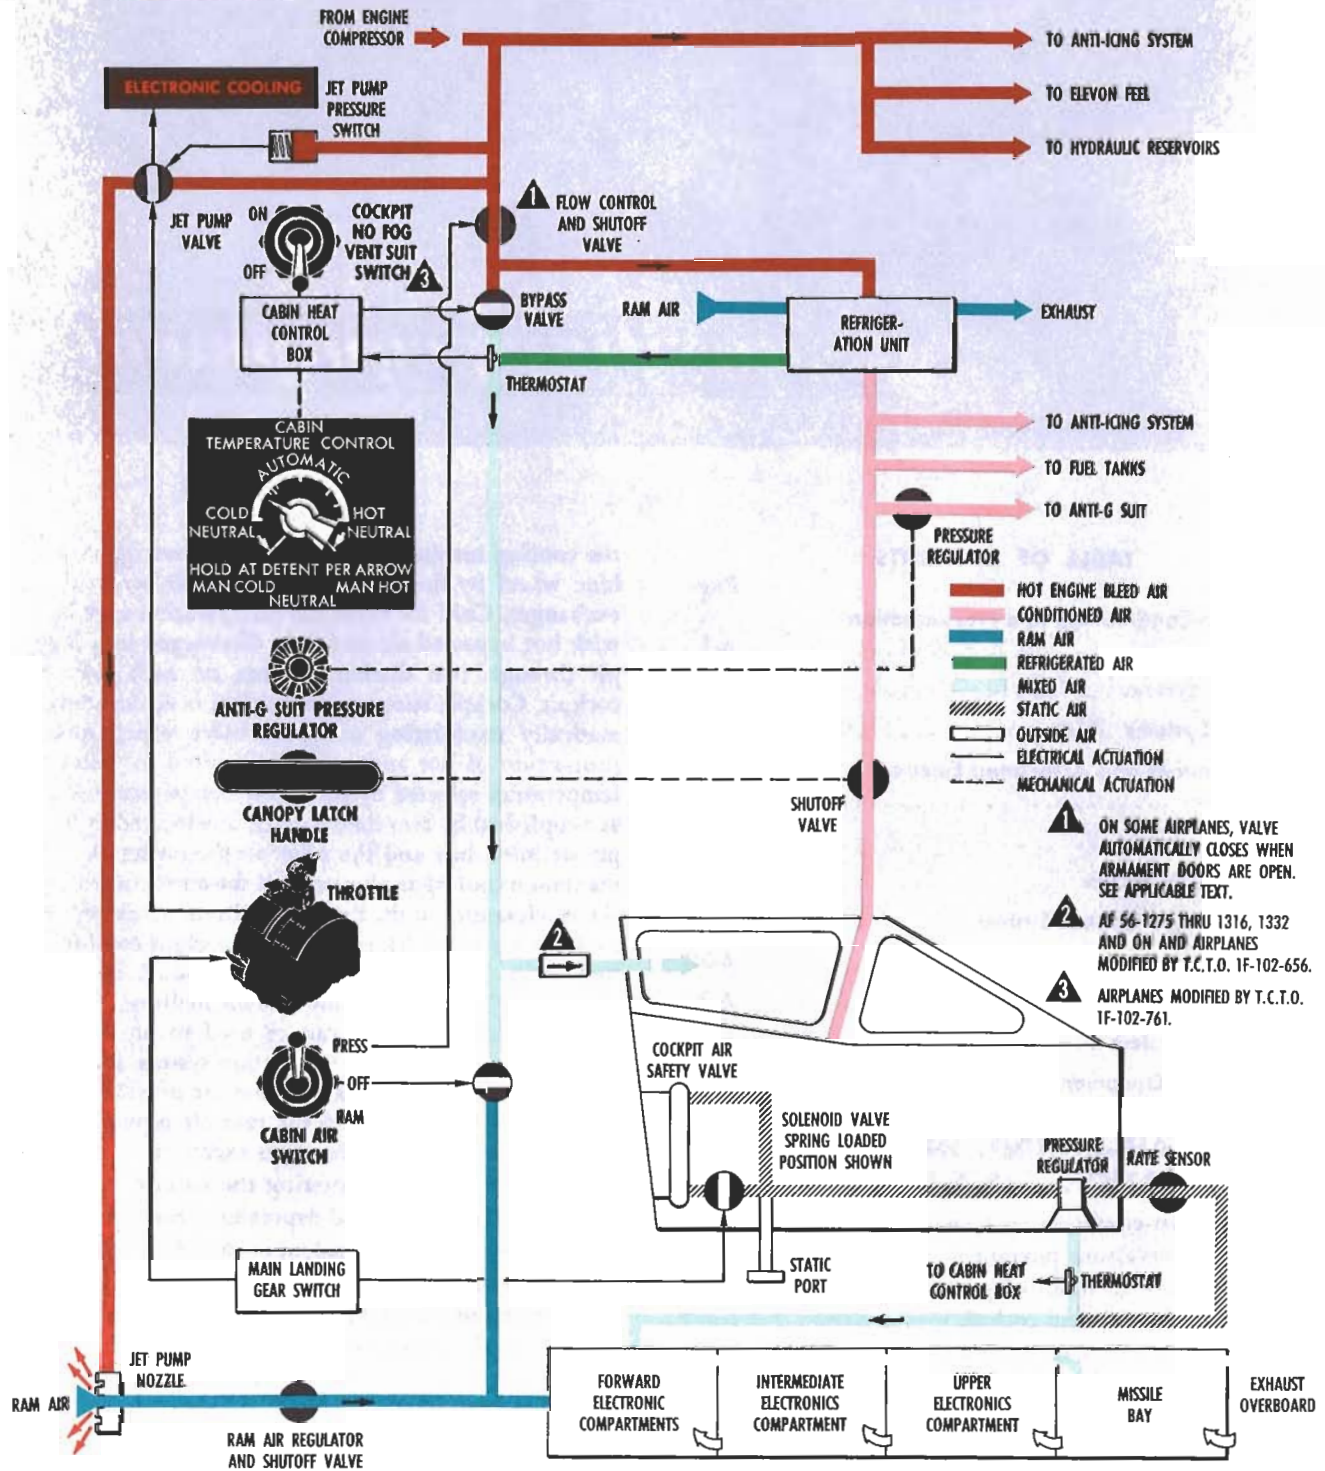 FROM ENGINE
COMPRESSOR
TO ANTI-ICING SYSTEM
TO ELEVON FEEL
TO HYDRAULIC RESERVOIRS
ELECTRONIC COOLING
JET PUMP
PRESSURE
SWITCH
JET PUMP
VALVE
ON
OFF
COCKPIT
NO FOG
VENT SUIT
SWITCH
3
1
FLOW CONTROL
AND SHUTOFF
VALVE
CABIN HEAT
CONTROL
BOX
BYPASS
VALVE
RAM AIR
REFRIGER-
ATION UNIT
EXHAUST
THERMOSTAT
TO ANTI-ICING SYSTEM
TO FUEL TANKS
TO ANTI-G SUIT
PRESSURE
REGULATOR
CABIN
TEMPERATURE CONTROL
AUTOMATIC
COLD
HOT
NEUTRAL
NEUTRAL
HOLD AT DETENT PER ARROW
MAN COLD
MAN HOT
NEUTRAL
TABLE OF
HOT ENGINE BLEED AIR
CONDITIONED AIR
RAM AIR
REFRIGERATED AIR
MIXED AIR
STATIC AIR
OUTSIDE AIR
ELECTRICAL ACTUATION
MECHANICAL ACTUATION
ANTI-G SUIT PRESSURE
REGULATOR
CANOPY LATCH
HANDLE
SHUTOFF
VALVE
1
ON SOME AIRPLANES, VALVE
AUTOMATICALLY CLOSES WHEN
ARMAMENT DOORS ARE OPEN.
SEE APPLICABLE TEXT.
2
AF 56-1275 THRU 1316, 1332
AND ON AND AIRPLANES
MODIFIED BY T.C.T.O. 1F-102-656.
3
AIRPLANES MODIFIED BY T.C.T.O.
1F-102-761.
THROTTLE
2
PRESS
OFF
RAM
CABIN AIR
SWITCH
COCKPIT AIR
SAFETY VALVE
SOLENOID VALVE
SPRING LOADED
POSITION SHOWN
PRESSURE
REGULATOR
RATE SENSOR
STATIC
PORT
TO CABIN HEAT
CONTROL BOX
THERMOSTAT
MAIN LANDING
GEAR SWITCH
JET PUMP
NOZZLE
RAM AIR
RAM AIR REGULATOR
AND SHUTOFF VALVE
FORWARD
ELECTRONIC
COMPARTMENTS
INTERMEDIATE
ELECTRONICS
COMPARTMENT
UPPER
ELECTRONICS
COMPARTMENT
MISSILE
BAY
EXHAUST
OVERBOARD